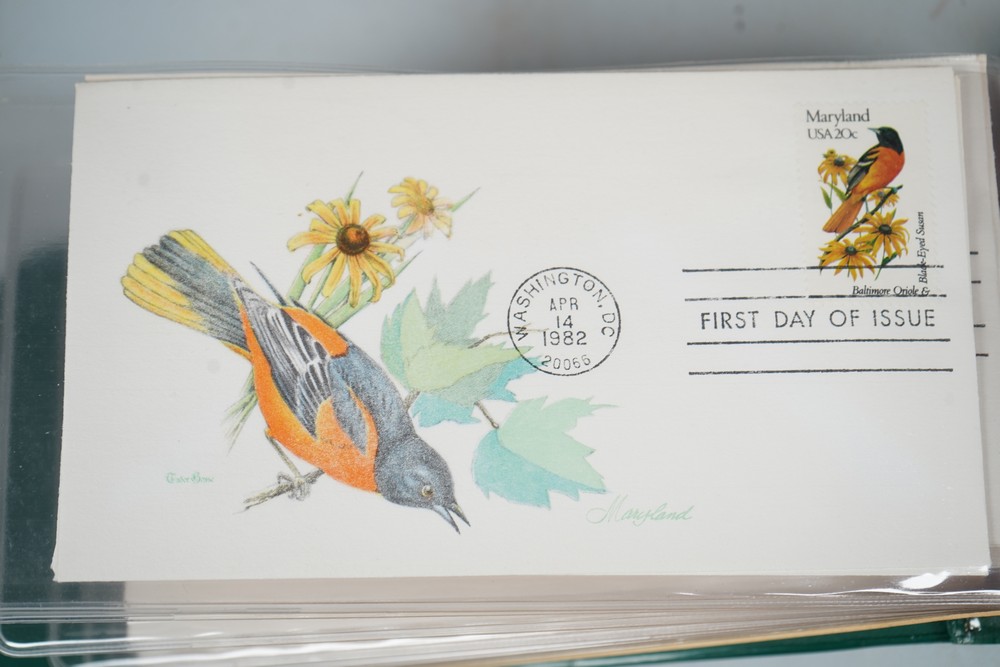 Maryland
USA 20c
Black-Eyed Susan
Baltimore Oriole &
WASHINGTON, DC
APR
14
1982
20066
FIRST DAY OF ISSUE
Maryland